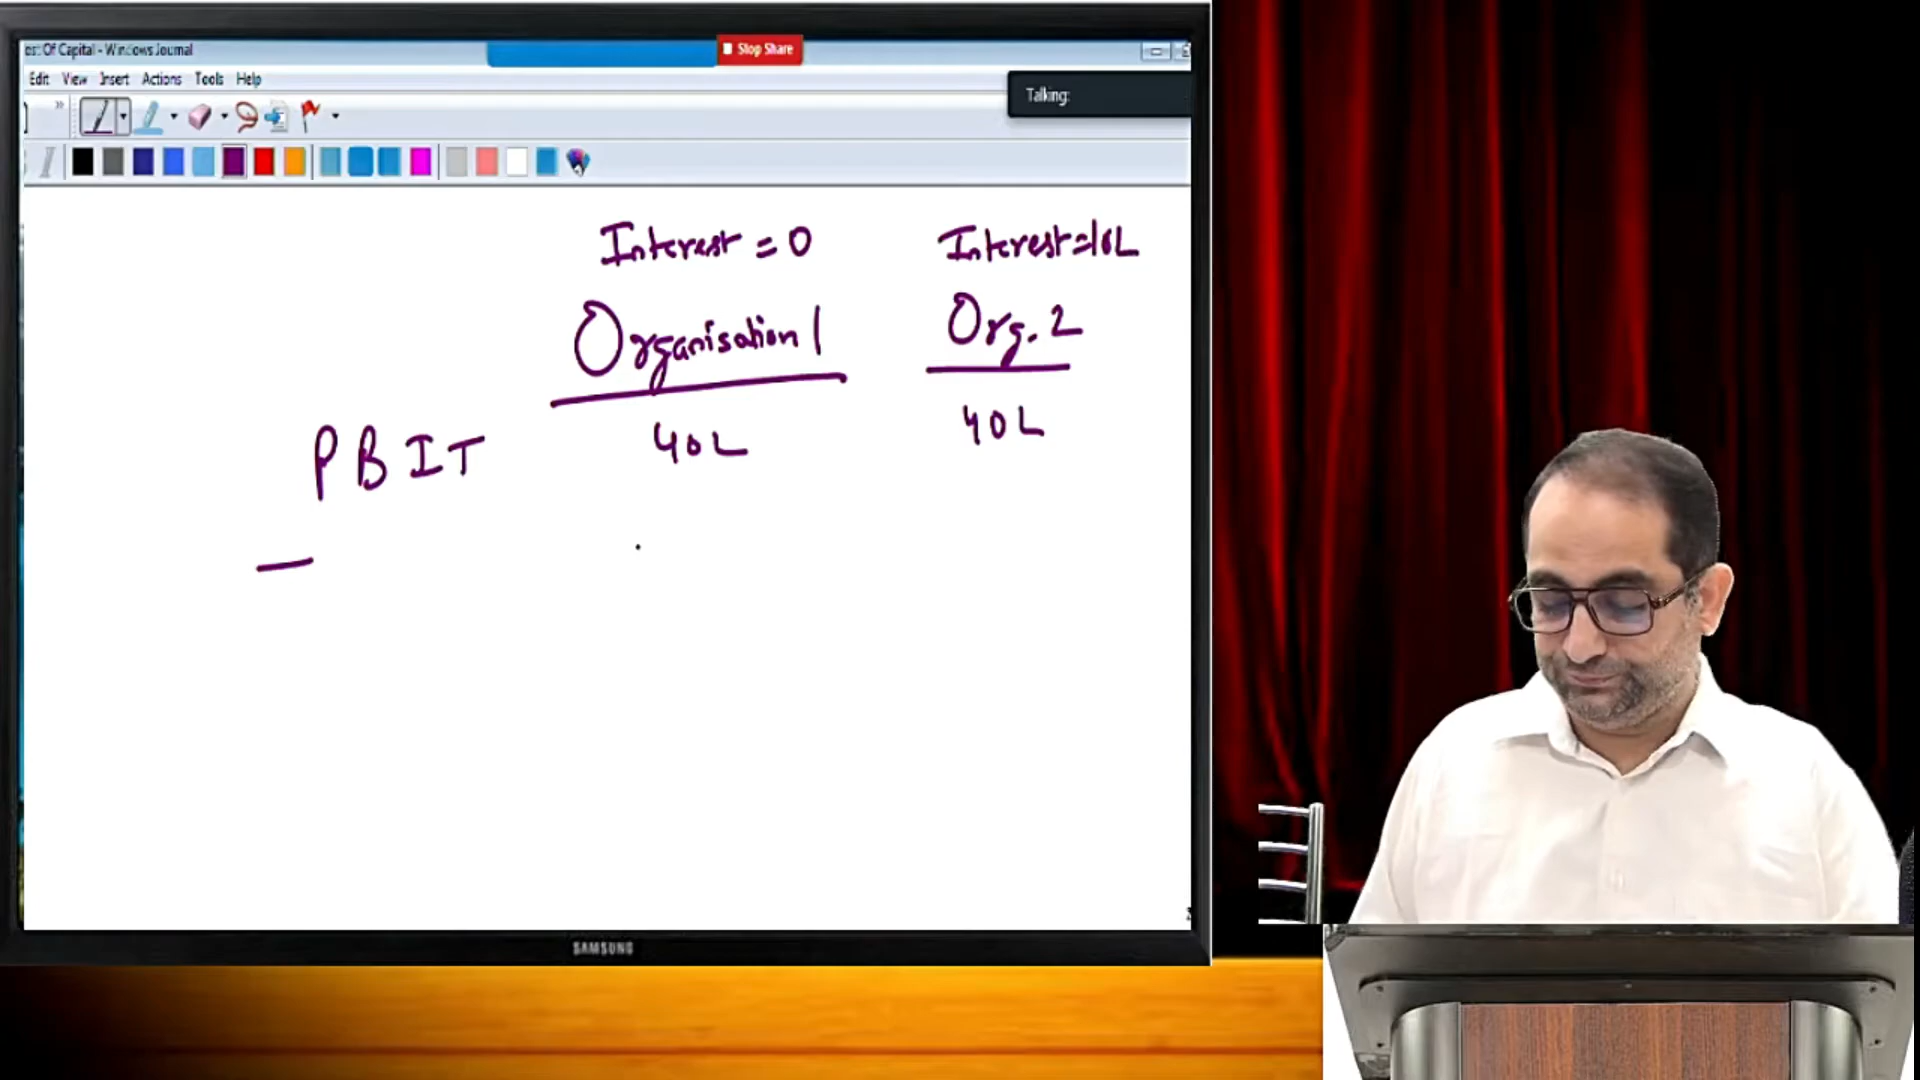 es: Of Capital - Windows Journal
Stop Share
Edit View Insert Actions Tools Help
Talking:
Interest = 0 Interest=10L
Organisation 1 Org. 2
PBIT 40L 40L
—
SAMSUNG